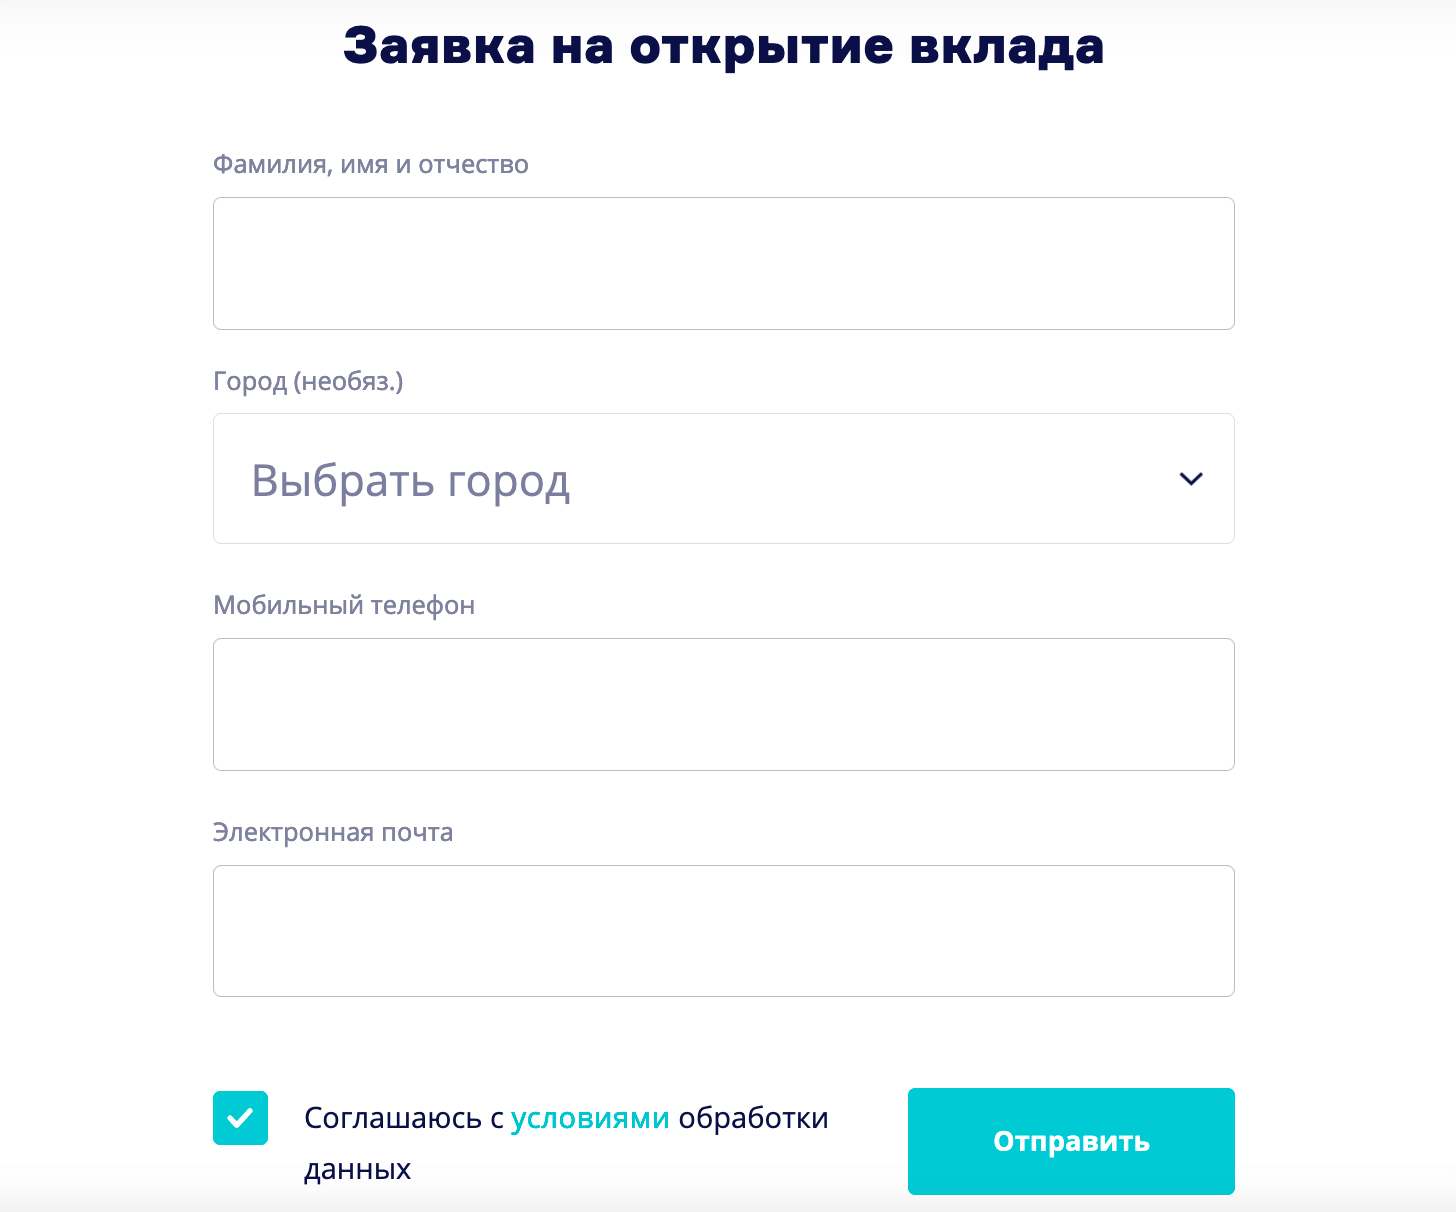 Заявка на открытие вклада
Фамилия, имя и отчество
Город (необяз.)
Выбрать город
Мобильный телефон
Электронная почта
Соглашаюсь с условиями обработки
данных
Отправить